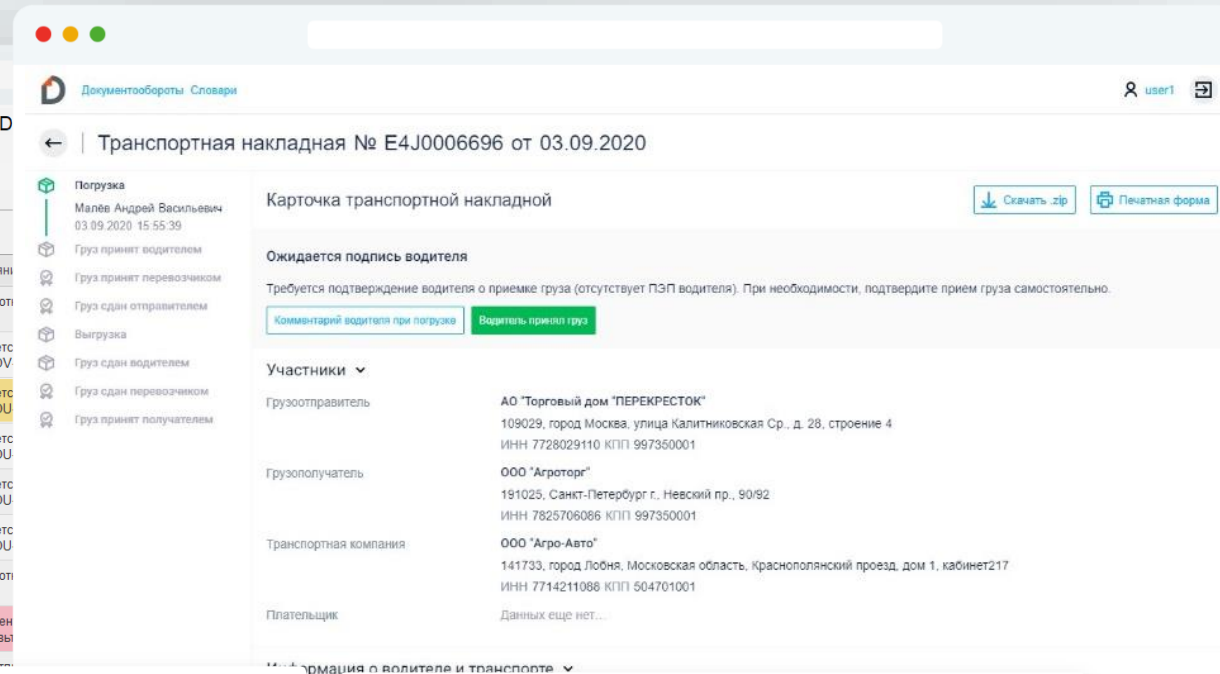 Документообороты Словари
user1
Транспортная накладная № E4J0006696 от 03.09.2020
Погрузка
Малёв Андрей Васильевич
03.09.2020 15:55:39
Груз принят водителем
Груз принят перевозчиком
Груз сдан отправителем
Выгрузка
Груз сдан водителем
Груз сдан перевозчиком
Груз принят получателем
Карточка транспортной накладной
Скачать .zip
Печатная форма
Ожидается подпись водителя
Требуется подтверждение водителя о приемке груза (отсутствует ПЭП водителя). При необходимости, подтвердите прием груза самостоятельно.
Комментарий водителя при погрузке
Водитель принял груз
Участники
Грузоотправитель
АО "Торговый дом "ПЕРЕКРЕСТОК"
109029, город Москва, улица Калитниковская Ср., д. 28, строение 4
ИНН 7728029110 КПП 997350001
Грузополучатель
ООО "Агроторг"
191025, Санкт-Петербург г., Невский пр., 90/92
ИНН 7825706086 КПП 997350001
Транспортная компания
ООО "Агро-Авто"
141733, город Лобня, Московская область, Краснополянский проезд, дом 1, кабинет217
ИНН 7714211088 КПП 504701001
Плательщик
Данных еще нет...
Информация о водителе и транспорте